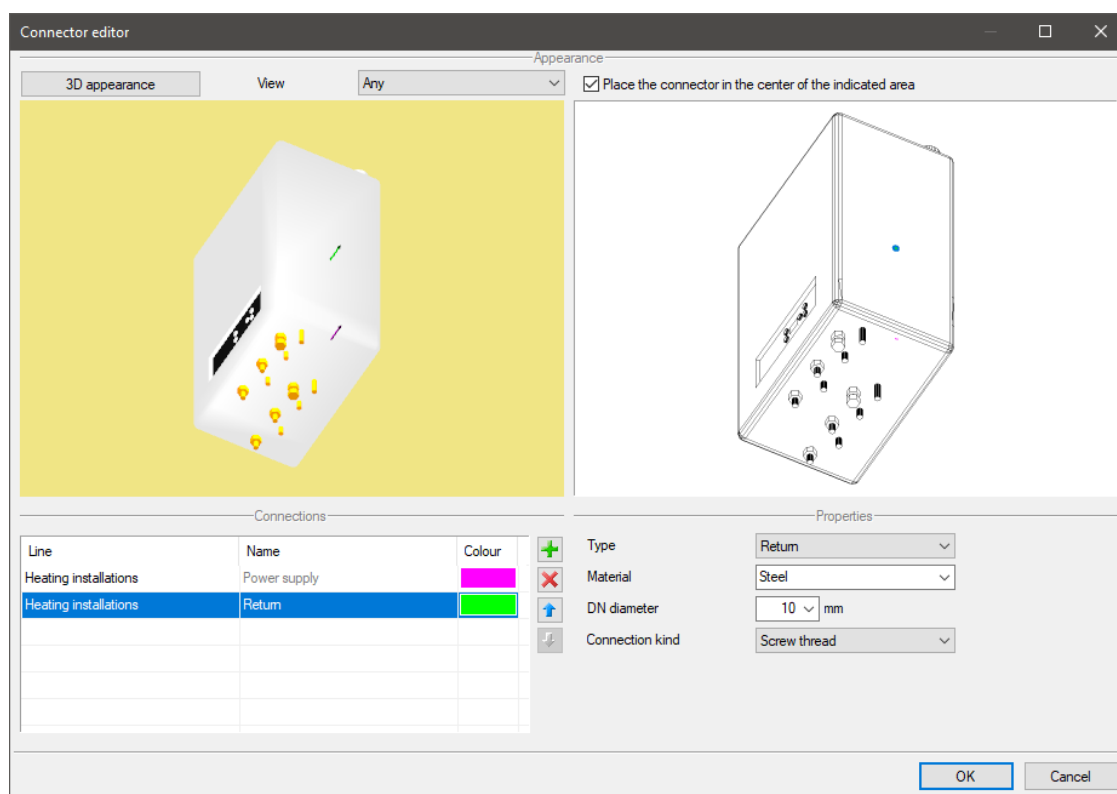 Connector editor
Appearance
3D appearance View Any Place the connector in the center of the indicated area
Connections
Line Name Colour
Heating installations Power supply
Heating installations Return
Properties
Type Return
Material Steel
DN diameter 10 mm
Connection kind Screw thread
OK Cancel